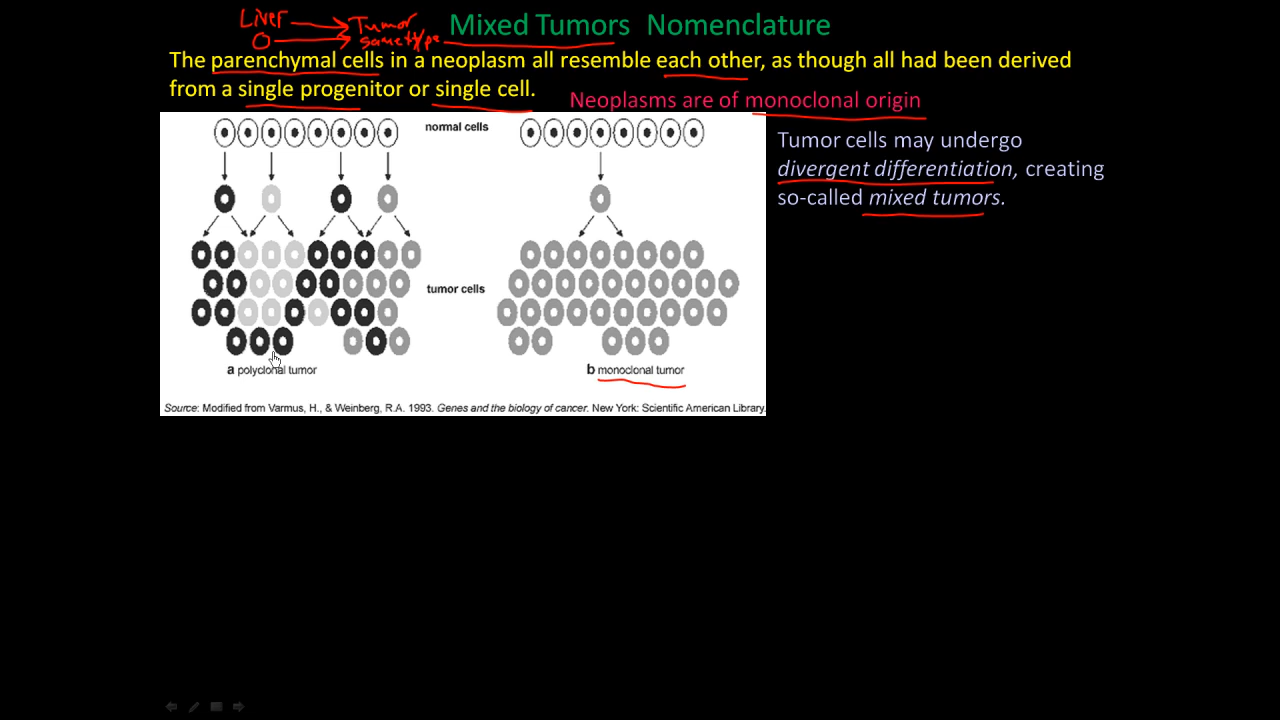 Liver Tumor
same type
Mixed Tumors Nomenclature
The parenchymal cells in a neoplasm all resemble each other, as though all had been derived
from a single progenitor or single cell.
Neoplasms are of monoclonal origin
normal cells
Tumor cells may undergo
divergent differentiation, creating
so-called mixed tumors.
tumor cells
a polyclonal tumor
b monoclonal tumor
Source: Modified from Varmus, H., & Weinberg, R.A. 1993. Genes and the biology of cancer. New York: Scientific American Library.